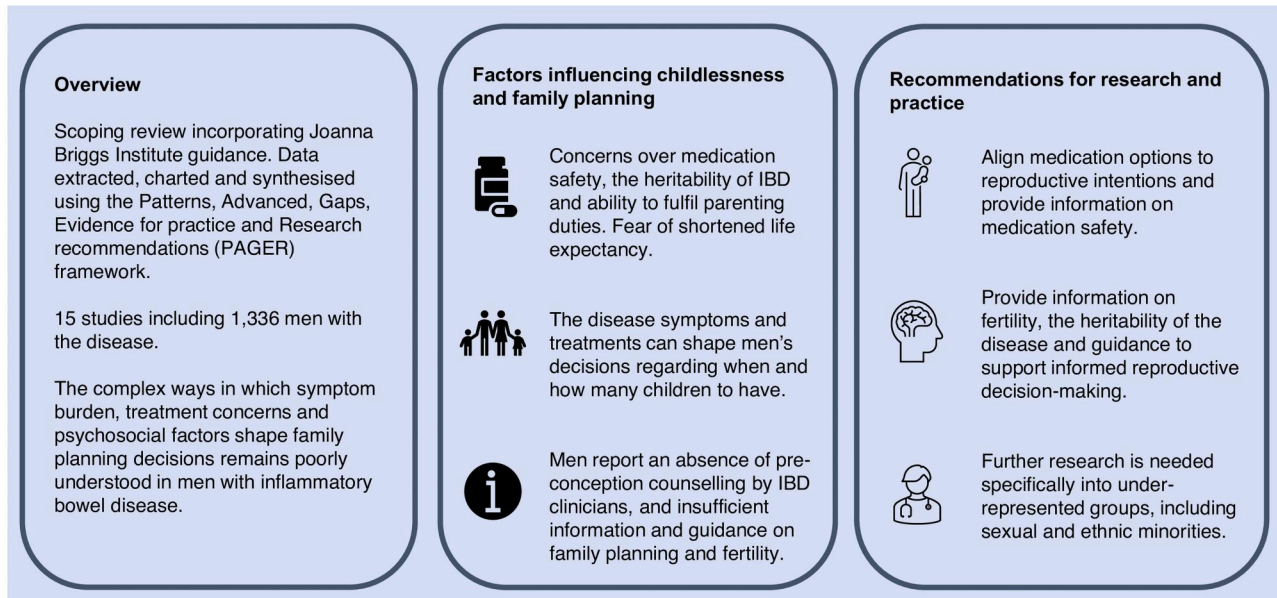 Overview
Scoping review incorporating Joanna
Briggs Institute guidance. Data
extracted, charted and synthesised
using the Patterns, Advanced, Gaps,
Evidence for practice and Research
recommendations (PAGER)
framework.
15 studies including 1,336 men with
the disease.
The complex ways in which symptom
burden, treatment concerns and
psychosocial factors shape family
planning decisions remains poorly
understood in men with inflammatory
bowel disease.
Factors influencing childlessness
and family planning
Concerns over medication
safety, the heritability of IBD
and ability to fulfil parenting
duties. Fear of shortened life
expectancy.
The disease symptoms and
treatments can shape men's
decisions regarding when and
how many children to have.
Men report an absence of pre-
conception counselling by IBD
clinicians, and insufficient
information and guidance on
family planning and fertility.
Recommendations for research and
practice
Align medication options to
reproductive intentions and
provide information on
medication safety.
Provide information on
fertility, the heritability of the
disease and guidance to
support informed reproductive
decision-making.
Further research is needed
specifically into under-
represented groups, including
sexual and ethnic minorities.